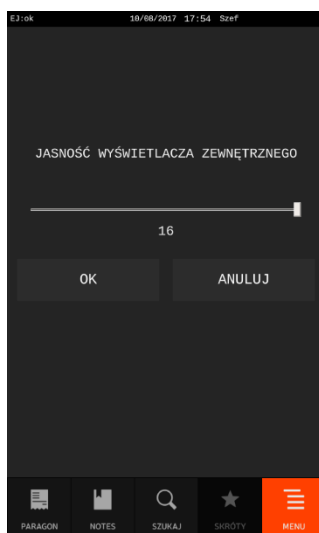 EJ:ok 10/08/2017 17:54 Szef
JASNOŚĆ WYŚWIETLACZA ZEWNĘTRZNEGO
16
OK ANULUJ
PARAGON NOTES SZUKAJ SKRÓTY MENU